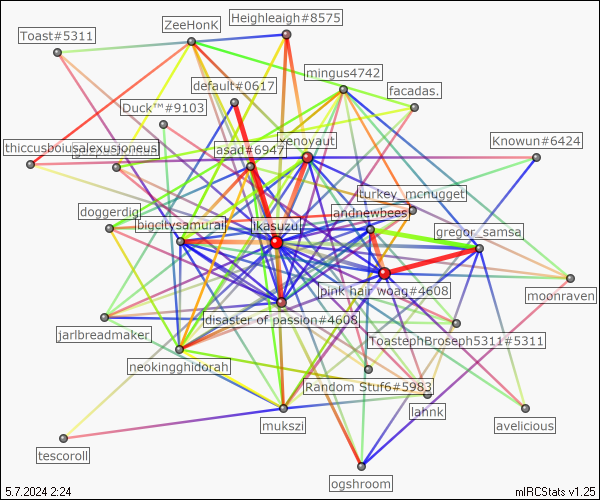 Heighleaigh#8575
ZeeHonK
Toast#5311
mingus4742
default#0617
facadas.
Duck™#9103
xenoyaut
Knowun#6424
asad#6947
turkey_mcnugget
doggerdig
andnewbees
bigcitysamurai
ikasuzu
gregor_samsa
pink hair woag#4608
moonraven
disaster of passion#4608
jarlbreadmaker
ToastephBroseph5311#5311
neokingghidorah
Random Stuf6#5983
lahnk
mukszi
avelicious
tescoroll
ogshroom
5.7.2024 2:24
mIRCStats v1.25